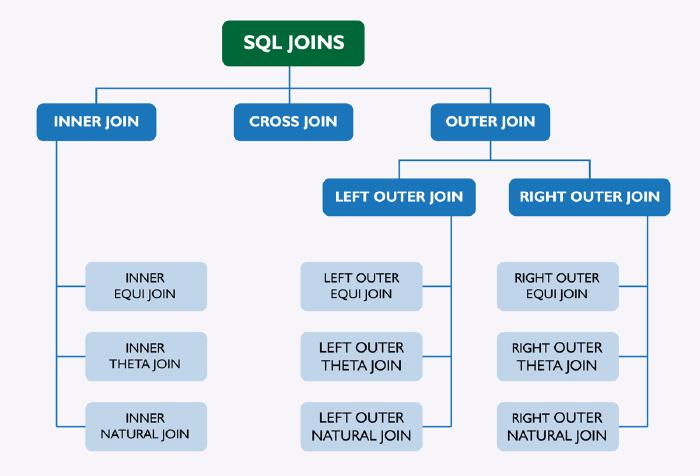 SQL JOINS
INNER JOIN
CROSS JOIN
OUTER JOIN
LEFT OUTER JOIN
RIGHT OUTER JOIN
INNER
EQUI JOIN
LEFT OUTER
EQUI JOIN
RIGHT OUTER
EQUI JOIN
INNER
THETA JOIN
LEFT OUTER
THETA JOIN
RIGHT OUTER
THETA JOIN
INNER
NATURAL JOIN
LEFT OUTER
NATURAL JOIN
RIGHT OUTER
NATURAL JOIN